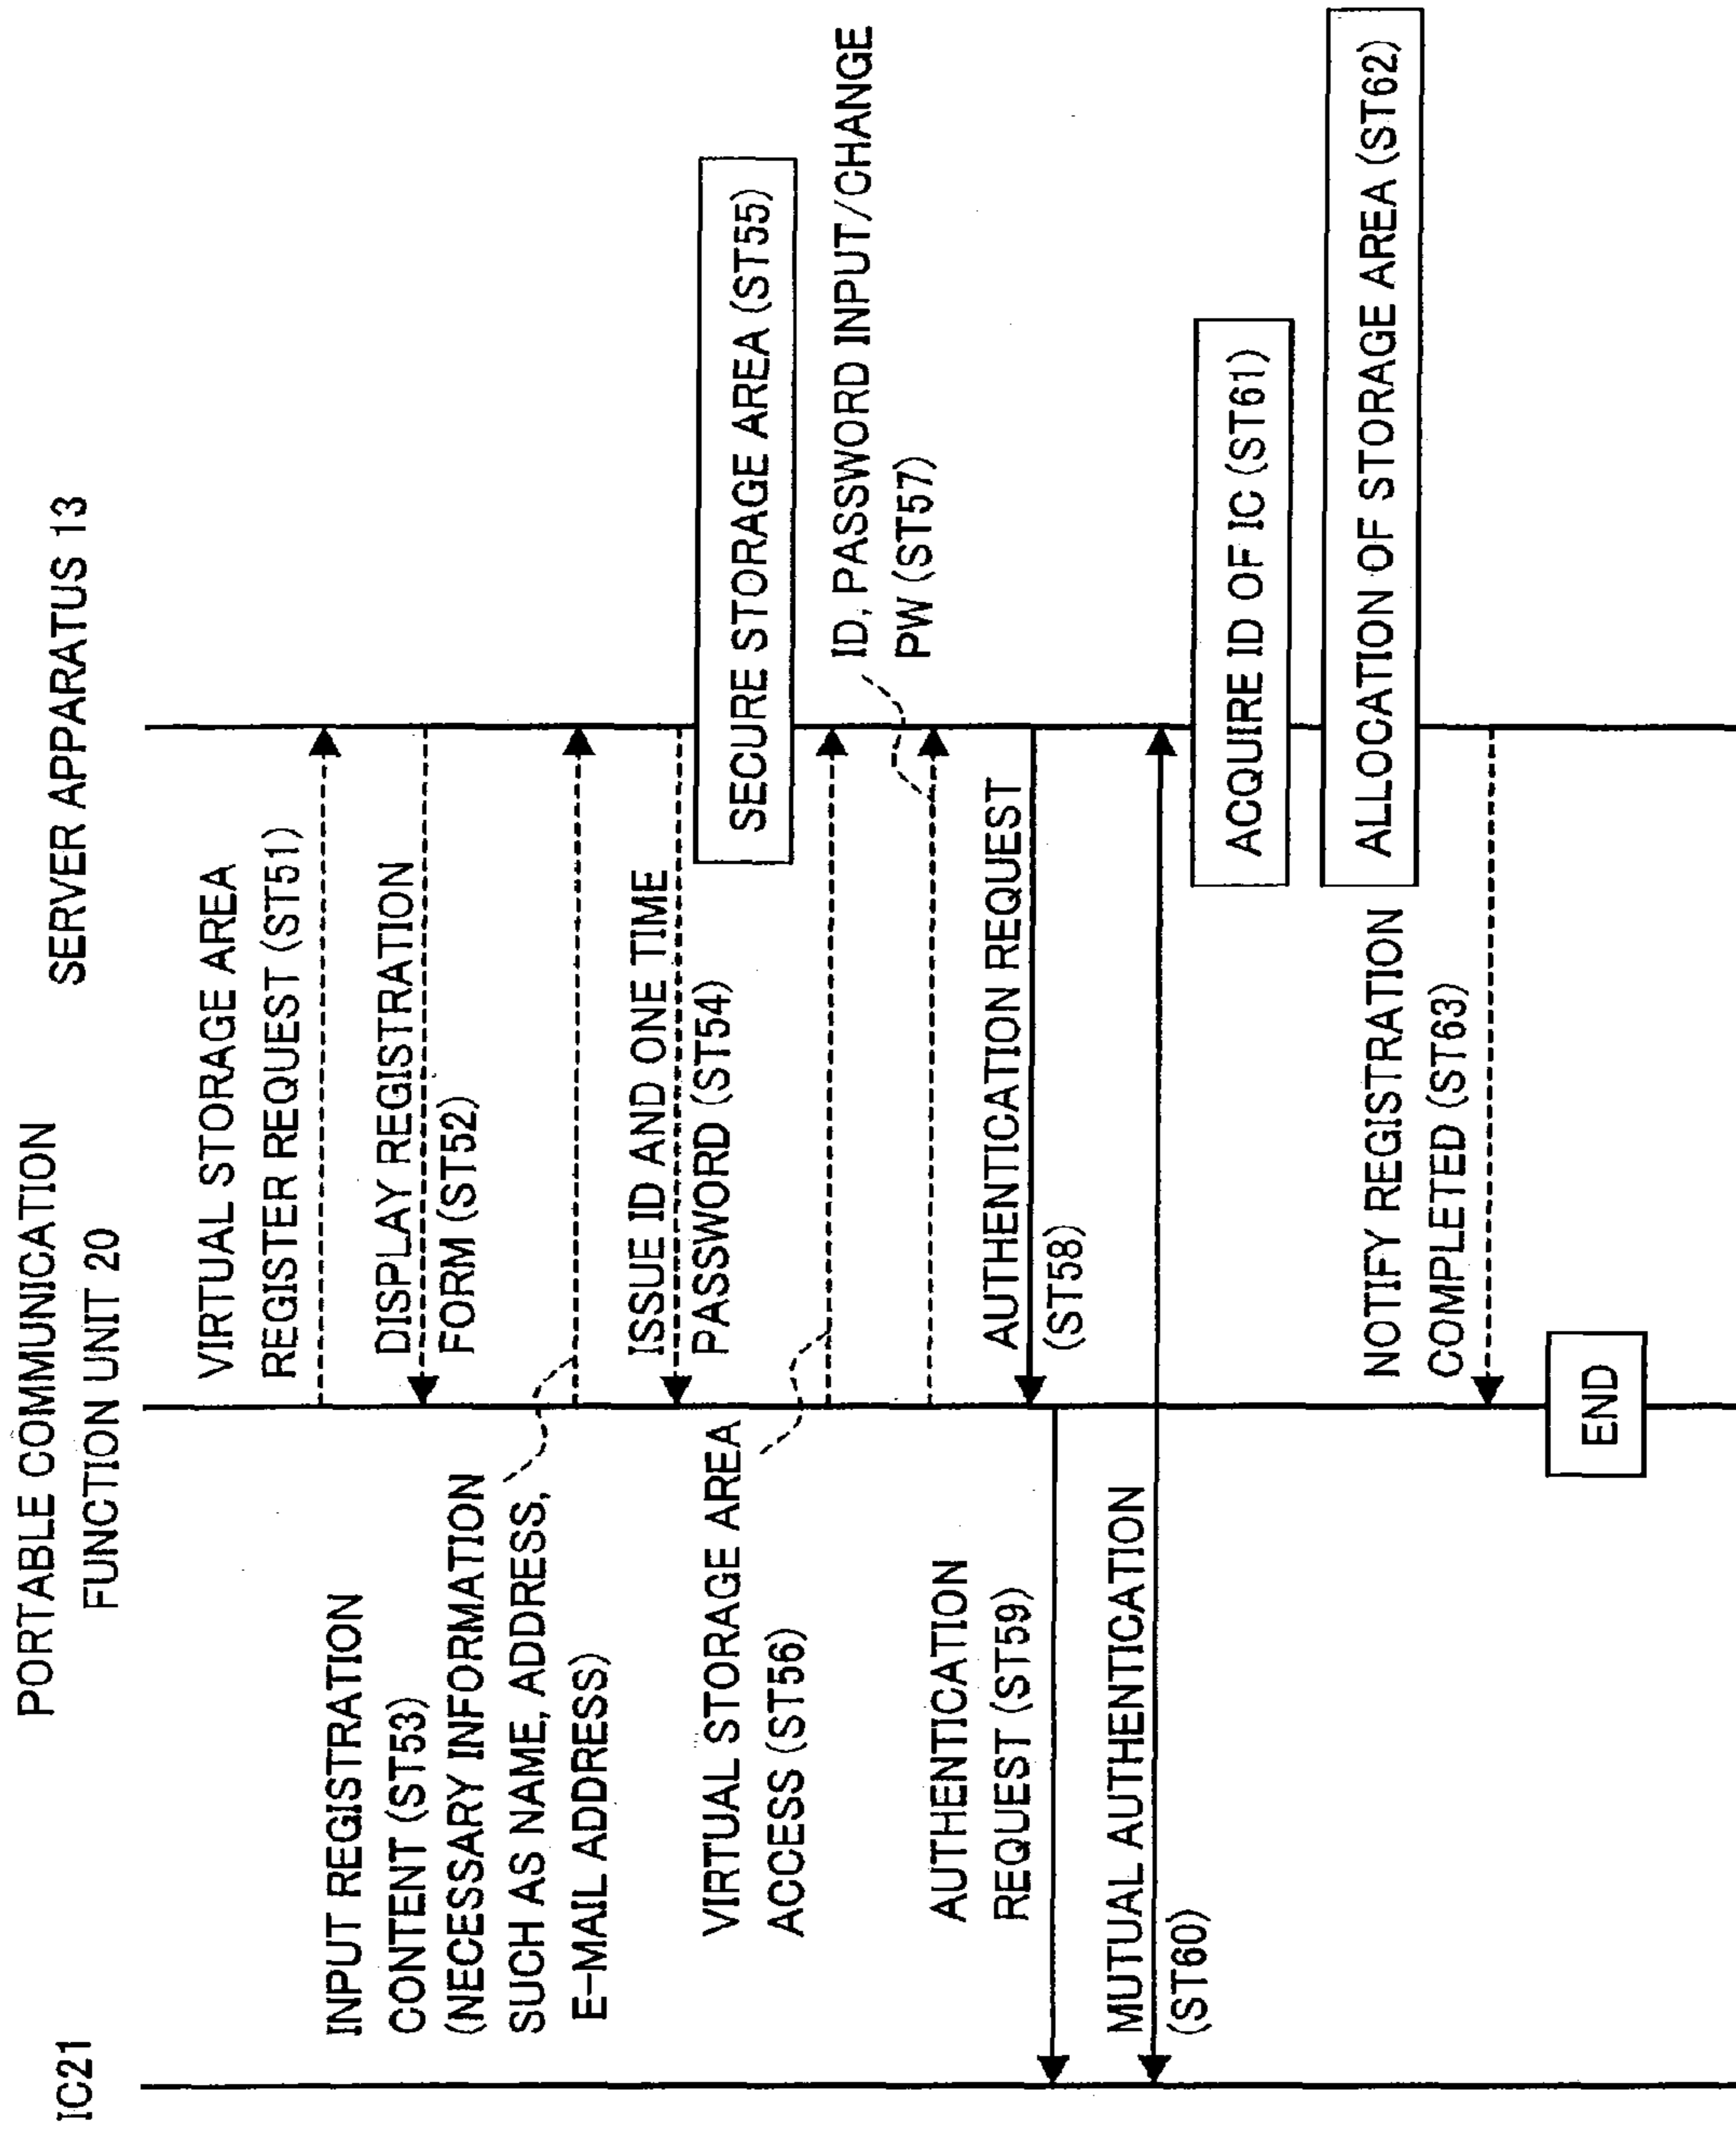 IC21
PORTABLE COMMUNICATION
FUNCTION UNIT 20
SERVER APPARATUS 13
VIRTUAL STORAGE AREA
REGISTER REQUEST (ST51)
DISPLAY REGISTRATION
FORM (ST52)
INPUT REGISTRATION
CONTENT (ST53)
(NECESSARY INFORMATION
SUCH AS NAME, ADDRESS,
E-MAIL ADDRESS)
ISSUE ID AND ONE TIME
PASSWORD (ST54)
SECURE STORAGE AREA (ST55)
VIRTUAL STORAGE AREA
ACCESS (ST56)
ID, PASSWORD INPUT/CHANGE
PW (ST57)
AUTHENTICATION REQUEST
(ST58)
AUTHENTICATION
REQUEST (ST59)
MUTUAL AUTHENTICATION
(ST60)
ACQUIRE ID OF IC (ST61)
ALLOCATION OF STORAGE AREA (ST62)
NOTIFY REGISTRATION
COMPLETED (ST63)
END